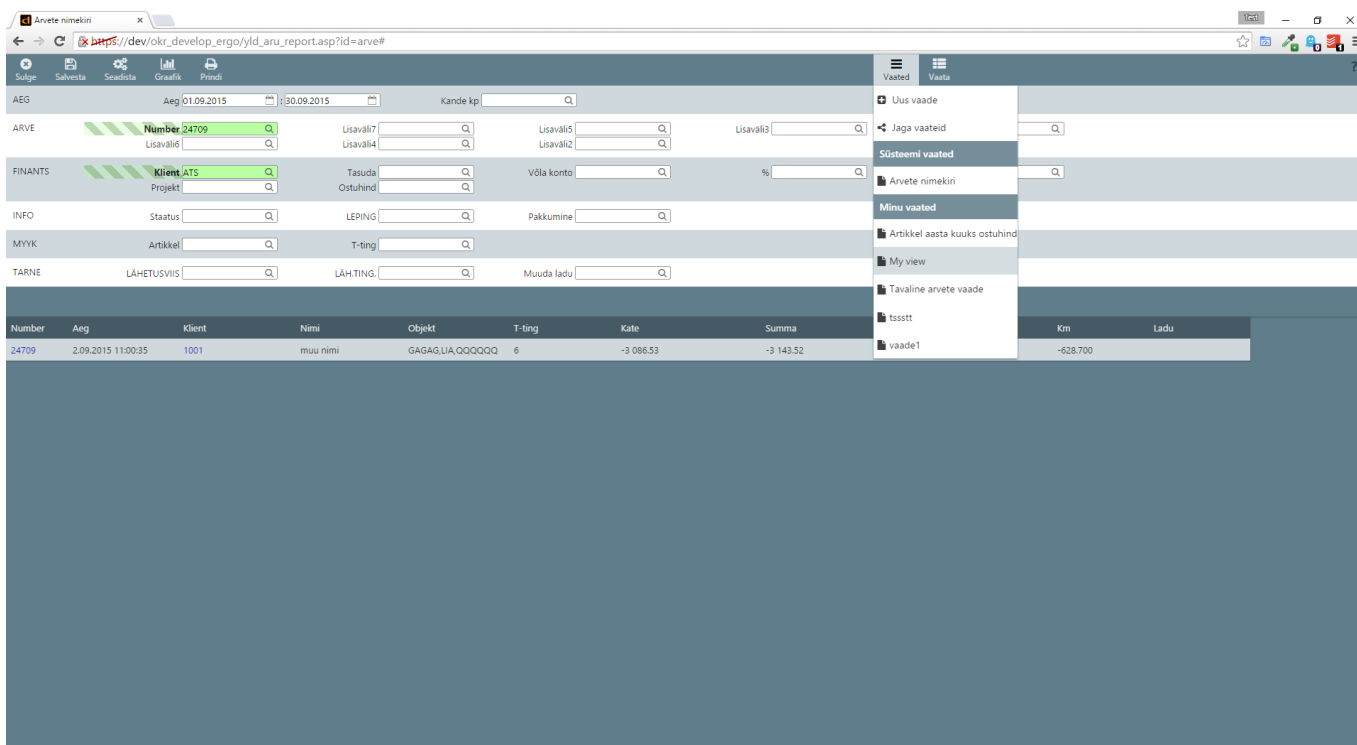 Arvete nimekiri
Test
https://dev/okr_develop_ergo/yld_aru_report.asp?id=arve#
Sulge Salvesta Seadista Graafik Prindi Vaated Vaata ?
AEG Aeg 01.09.2015 : 30.09.2015 Kande kp
ARVE Number 24709 Lisaväli7 Lisaväli5 Lisaväli3
Lisaväli6 Lisaväli4 Lisaväli2
FINANTS Klient ATS Tasuda Võla konto %
Projekt Ostuhind
INFO Staatus LEPING Pakkumine
MYYK Artikkel T-ting
TARNE LÄHETUSVIIS LÄH.TING. Muuda ladu
Uus vaade
Jaga vaateid
Süsteemi vaated
Arvete nimekiri
Minu vaated
Artikkel aasta kuuks ostuhind
My view
Tavaline arvete vaade
tssstt
vaade1
Number Aeg Klient Nimi Objekt T-ting Kate Summa Km Ladu
24709 2.09.2015 11:00:35 1001 muu nimi GAGAG,LIA,QQQQQQ 6 -3 086.53 -3 143.52 -628.700